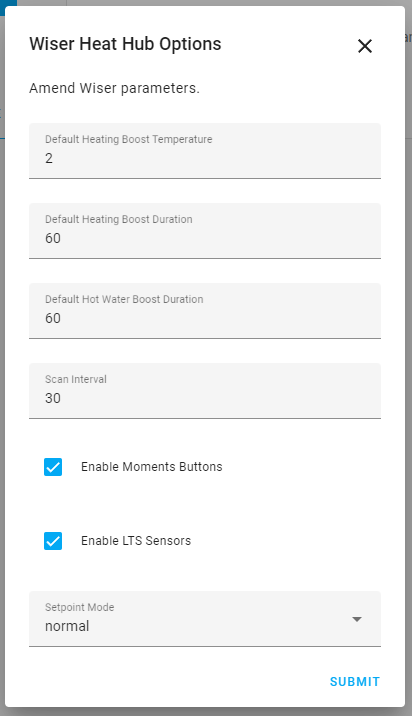 Wiser Heat Hub Options
Amend Wiser parameters.
Default Heating Boost Temperature
2
Default Heating Boost Duration
60
Default Hot Water Boost Duration
60
Scan Interval
30
Enable Moments Buttons
Enable LTS Sensors
Setpoint Mode
normal
SUBMIT